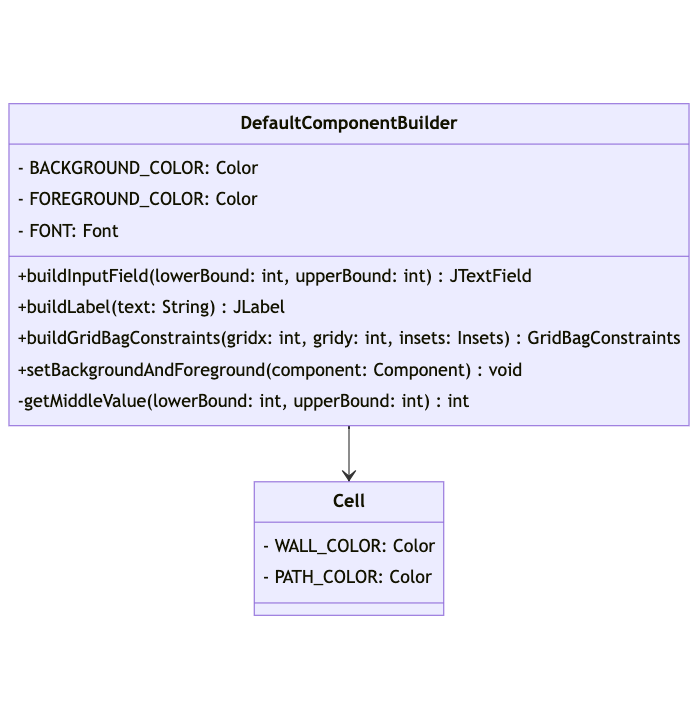 DefaultComponentBuilder
- BACKGROUND_COLOR: Color
- FOREGROUND_COLOR: Color
- FONT: Font
+buildInputField(lowerBound: int, upperBound: int) : JTextField
+buildLabel(text: String) : JLabel
+buildGridBagConstraints(gridx: int, gridy: int, insets: Insets) : GridBagConstraints
+setBackgroundAndForeground(component: Component) : void
-getMiddleValue(lowerBound: int, upperBound: int) : int
Cell
- WALL_COLOR: Color
- PATH_COLOR: Color